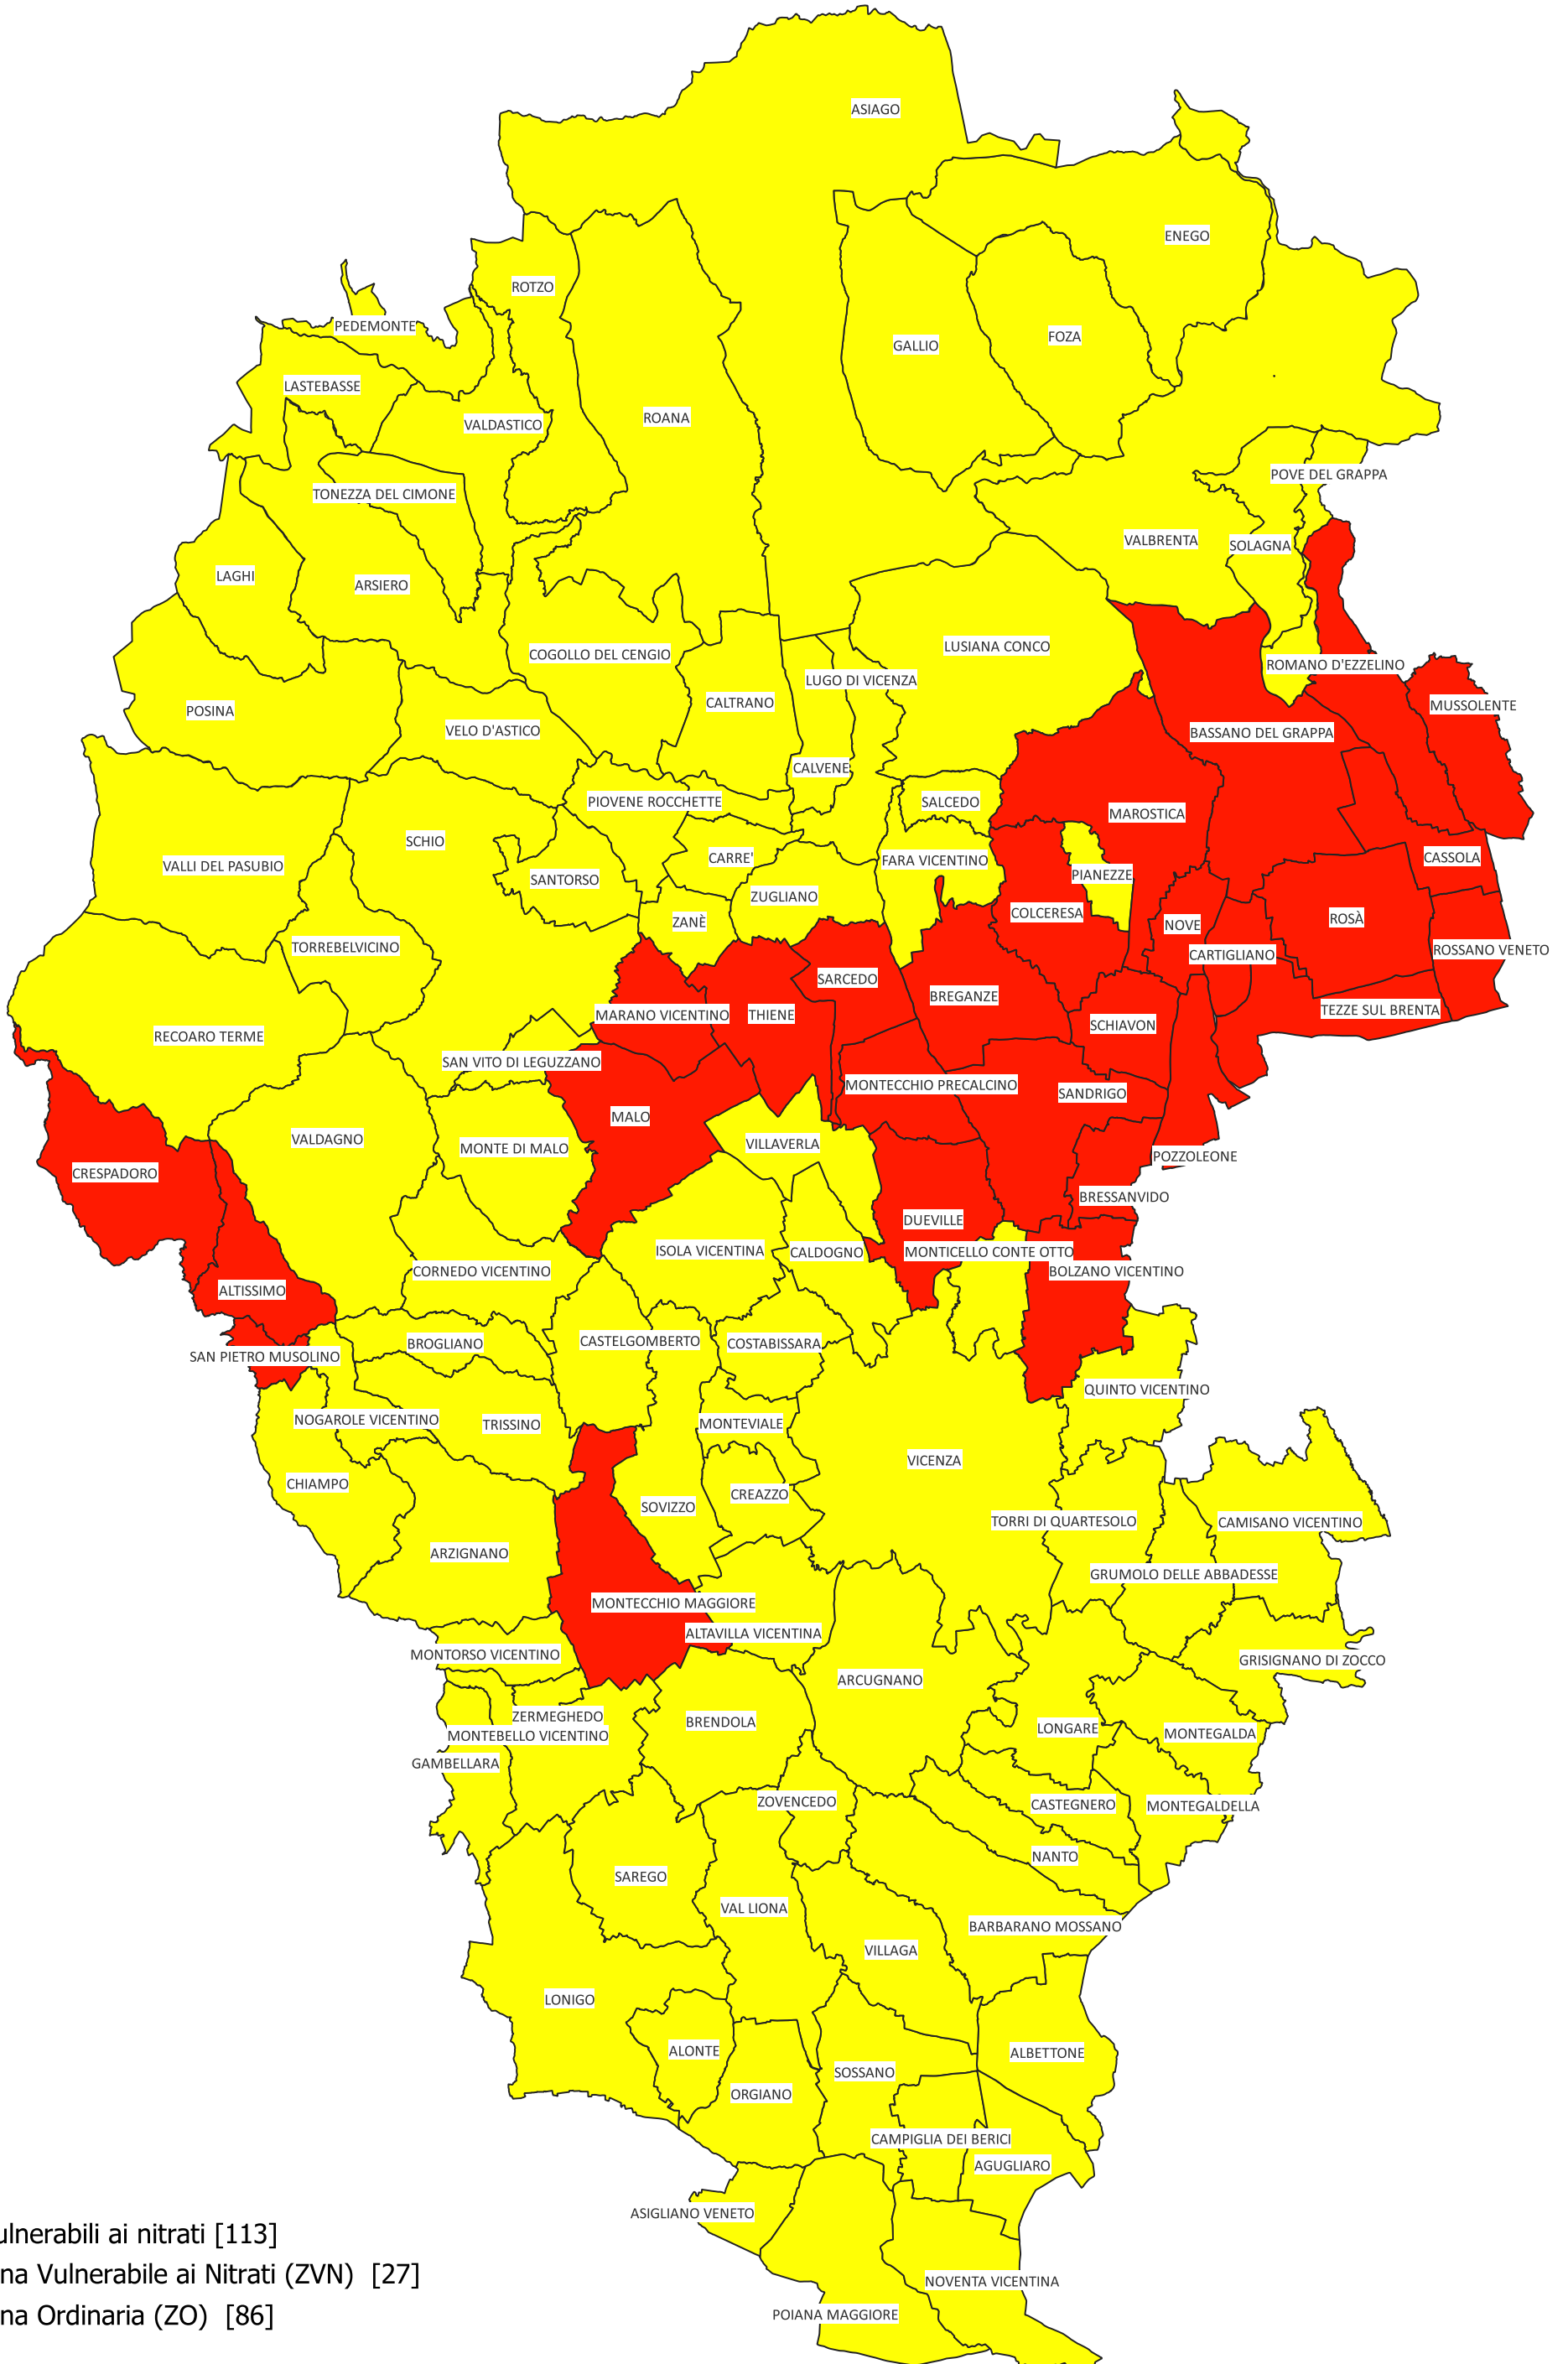 ASIAGO
ENEGO
ROTZO
PEDEMONTE
FOZA
GALLIO
LASTEBASSE
ROANA
VALDASTICO
POVE DEL GRAPPA
TONEZZA DEL CIMONE
VALBRENTA
SOLAGNA
LAGHI
ARSIERO
LUSIANA CONCO
COGOLLO DEL CENGIO
ROMANO D'EZZELINO
LUGO DI VICENZA
CALTRANO
MUSSOLENTE
POSINA
VELO D'ASTICO
BASSANO DEL GRAPPA
CALVENE
PIOVENE ROCCHETTE
SALCEDO
MAROSTICA
SCHIO
CARRE'
CASSOLA
FARA VICENTINO
VALLI DEL PASUBIO
PIANEZZE
SANTORSO
ZUGLIANO
COLCERESA
ROSÀ
ZANÈ
NOVE
TORREBELVICINO
ROSSANO VENETO
CARTIGLIANO
SARCEDO
BREGANZE
TEZZE SUL BRENTA
MARANO VICENTINO
THIENE
SCHIAVON
RECOARO TERME
SAN VITO DI LEGUZZANO
MONTECCHIO PRECALCINO
SANDRIGO
MALO
VALDAGNO
VILLAVERLA
MONTE DI MALO
POZZOLEONE
CRESPADORO
BRESSANVIDO
DUEVILLE
ISOLA VICENTINA
CALDOGNO
MONTICELLO CONTE OTTO
CORNEDO VICENTINO
BOLZANO VICENTINO
ALTISSIMO
CASTELGOMBERTO
BROGLIANO
COSTABISSARA
SAN PIETRO MUSOLINO
QUINTO VICENTINO
NOGAROLE VICENTINO
TRISSINO
MONTEVIALE
VICENZA
CHIAMPO
CREAZZO
SOVIZZO
TORRI DI QUARTESOLO
CAMISANO VICENTINO
ARZIGNANO
GRUMOLO DELLE ABBADESSE
MONTECCHIO MAGGIORE
ALTAVILLA VICENTINA
MONTORSO VICENTINO
GRISIGNANO DI ZOCCO
ARCUGNANO
ZERMEGHEDO
BRENDOLA
LONGARE
MONTEGALDA
MONTEBELLO VICENTINO
GAMBELLARA
ZOVENCEDO
CASTEGNERO
MONTEGALDELLA
NANTO
SAREGO
VAL LIONA
BARBARANO MOSSANO
VILLAGA
LONIGO
ALONTE
ALBETTONE
SOSSANO
ORGIANO
CAMPIGLIA DEI BERICI
AGUGLIARO
ASIGLIANO VENETO
NOVENTA VICENTINA
POIANA MAGGIORE
ulnerabili ai nitrati [113]
na Vulnerabile ai Nitrati (ZVN) [27]
na Ordinaria (ZO) [86]